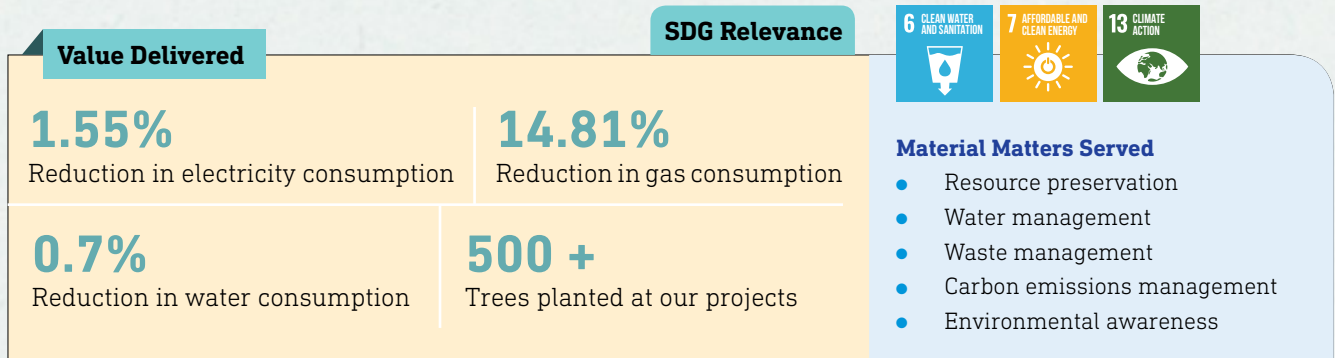 Value Delivered
SDG Relevance
6 CLEAN WATER
AND SANITATION
7 AFFORDABLE AND
CLEAN ENERGY
13 CLIMATE
ACTION
1.55%
Reduction in electricity consumption
14.81%
Reduction in gas consumption
0.7%
Reduction in water consumption
500 +
Trees planted at our projects
Material Matters Served
Resource preservation
Water management
Waste management
Carbon emissions management
Environmental awareness